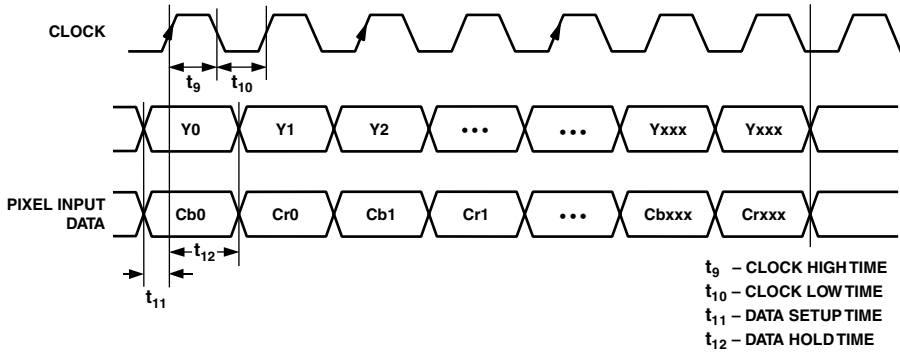 CLOCK
t9
t10
Y0 Y1 Y2 ••• ••• Yxxx Yxxx
PIXEL INPUT
DATA
Cb0 Cr0 Cb1 Cr1 ••• Cbxxx Crxxx
t12
t11
t9 – CLOCK HIGH TIME
t10 – CLOCK LOW TIME
t11 – DATA SETUP TIME
t12 – DATA HOLD TIME